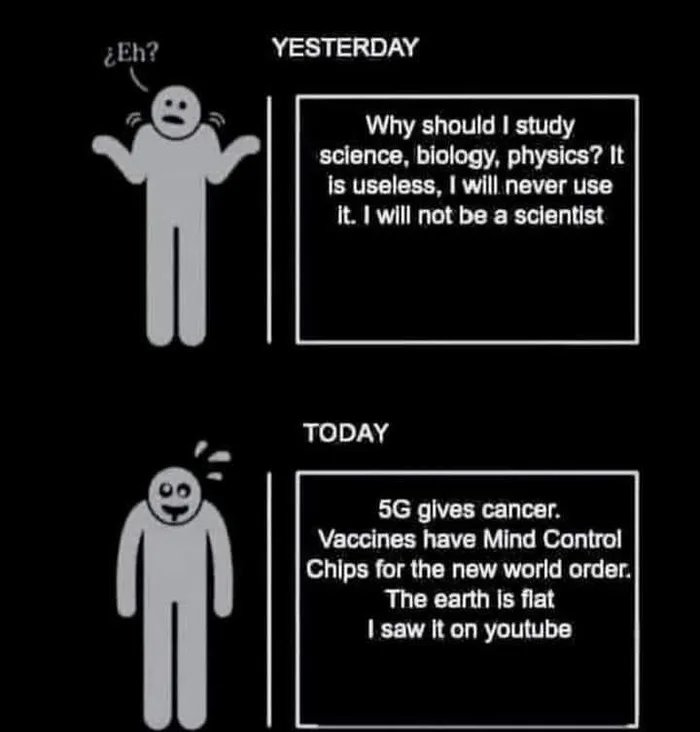 ¿Eh?
YESTERDAY
Why should I study
science, biology, physics? It
is useless, I will never use
it. I will not be a scientist
TODAY
5G gives cancer.
Vaccines have Mind Control
Chips for the new world order.
The earth is flat
I saw it on youtube